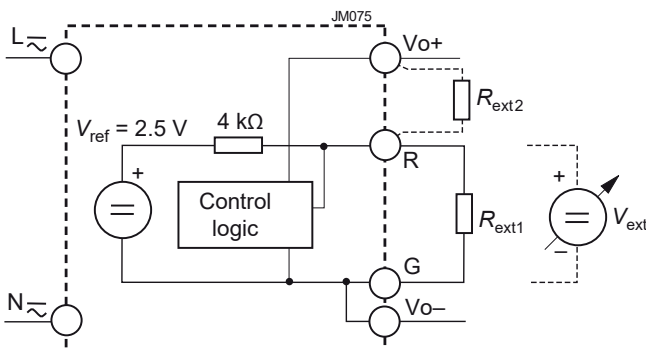 JM075
L
Vo+
Rext2
Vref = 2.5 V
4 kΩ
R
+
+
Control
logic
Rext1
Vext
–
G
N
Vo–